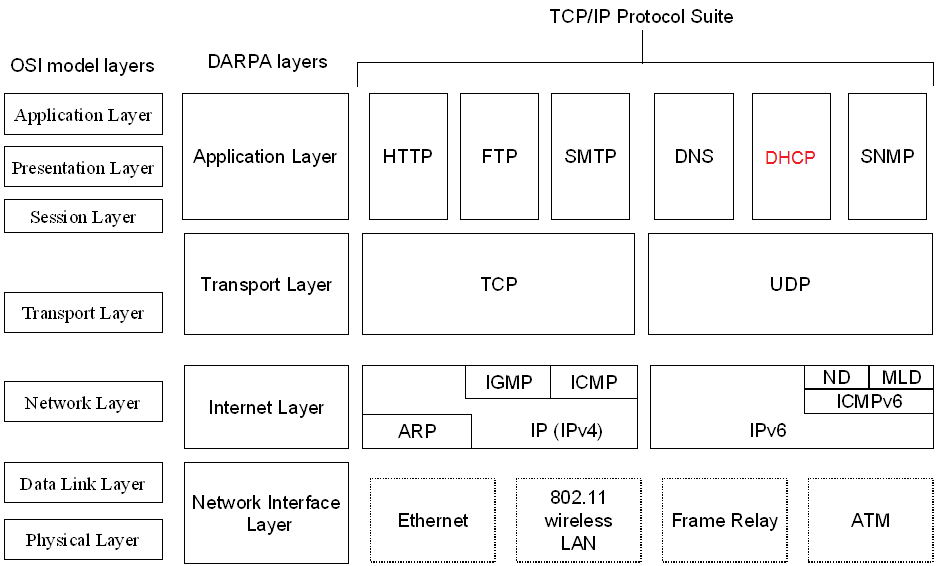 TCP/IP Protocol Suite
OSI model layers
DARPA layers
Application Layer
Presentation Layer
Session Layer
Transport Layer
Network Layer
Data Link Layer
Physical Layer
Application Layer
Transport Layer
Internet Layer
Network Interface
Layer
HTTP
FTP
SMTP
DNS
DHCP
SNMP
TCP
UDP
IGMP
ICMP
ARP
IP (IPv4)
ND
MLD
ICMPv6
IPv6
Ethernet
802.11
wireless
LAN
Frame Relay
ATM